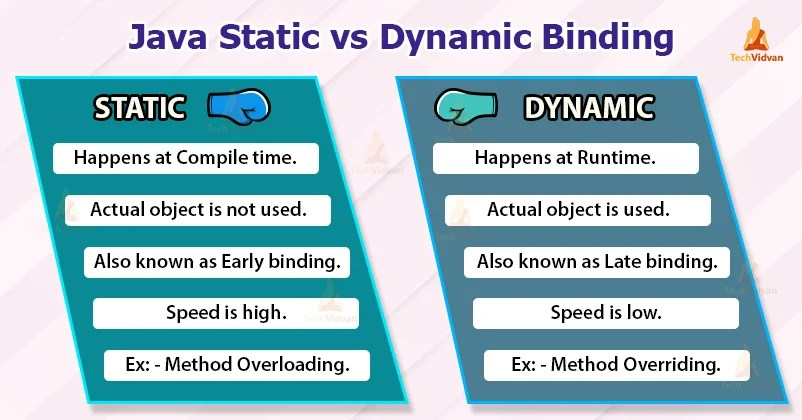 Java Static vs Dynamic Binding
TechVidvan
STATIC
Happens at Compile time.
Actual object is not used.
Also known as Early binding.
Speed is high.
Ex: - Method Overloading.
DYNAMIC
Happens at Runtime.
Actual object is used.
Also known as Late binding.
Speed is low.
Ex: - Method Overriding.